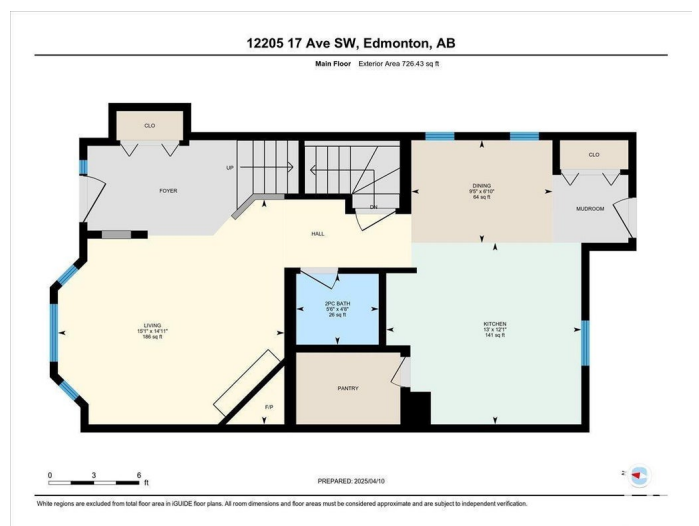 12205 17 Ave SW, Edmonton, AB
Main Floor Exterior Area 726.43 sq ft
CLO
UP
FOYER
DN
HALL
DINING
9'5" x 6'10"
64 sq ft
CLO
MUDROOM
LIVING
15'1" x 14'11"
186 sq ft
2PC BATH
5'6" x 4'8"
26 sq ft
KITCHEN
13' x 12'1"
141 sq ft
PANTRY
F/P
0 3 6
ft
PREPARED: 2025/04/10
White regions are excluded from total floor area in iGUIDE floor plans. All room dimensions and floor areas must be considered approximate and are subject to independent verification.